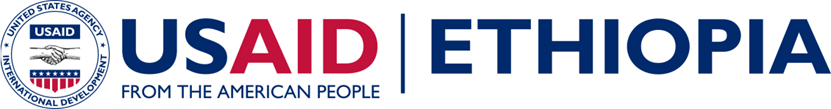 UNITED STATES AGENCY
USAID
INTERNATIONAL DEVELOPMENT
USAID
FROM THE AMERICAN PEOPLE
ETHIOPIA